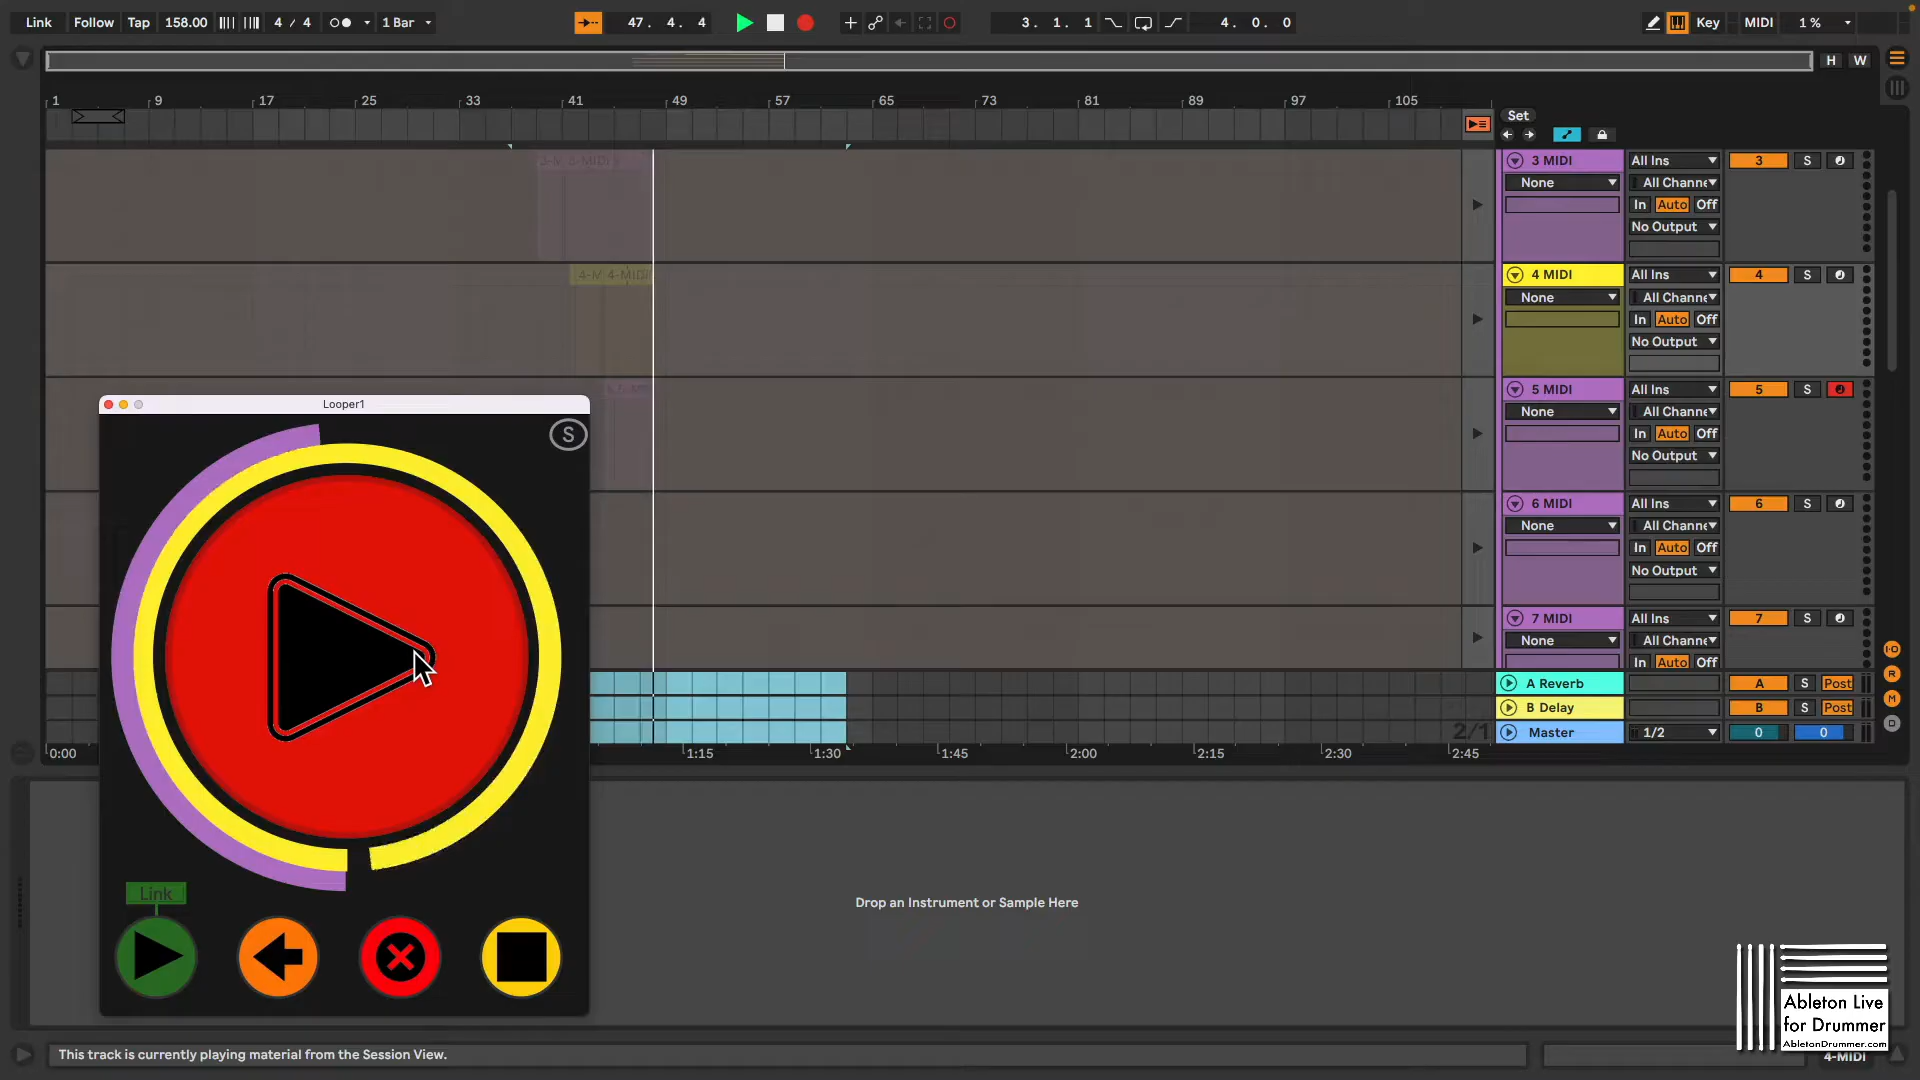 Link Follow Tap 158.00 4 / 4 1 Bar 47. 4. 4 3. 1. 1 4. 0. 0 Key MIDI 1 %
H W
1 9 17 25 33 41 49 57 65 73 81 89 97 105
Set
3 MIDI All Ins 3 S
None All Channe
In Auto Off
No Output
4-MIDI
4 MIDI All Ins 4 S
None All Channe
In Auto Off
No Output
5 MIDI All Ins 5 S
None All Channe
In Auto Off
No Output
6 MIDI All Ins 6 S
None All Channe
In Auto Off
No Output
7 MIDI All Ins 7 S
None All Channe
In Auto Off
A Reverb A S Post
B Delay B S Post
2/1
Master 1/2 0 0
0:00 1:15 1:30 1:45 2:00 2:15 2:30 2:45
I·O
R
M
D
Looper1
S
Link
Drop an Instrument or Sample Here
Ableton Live
for Drummer
AbletonDrummer.com
This track is currently playing material from the Session View.
4-MIDI